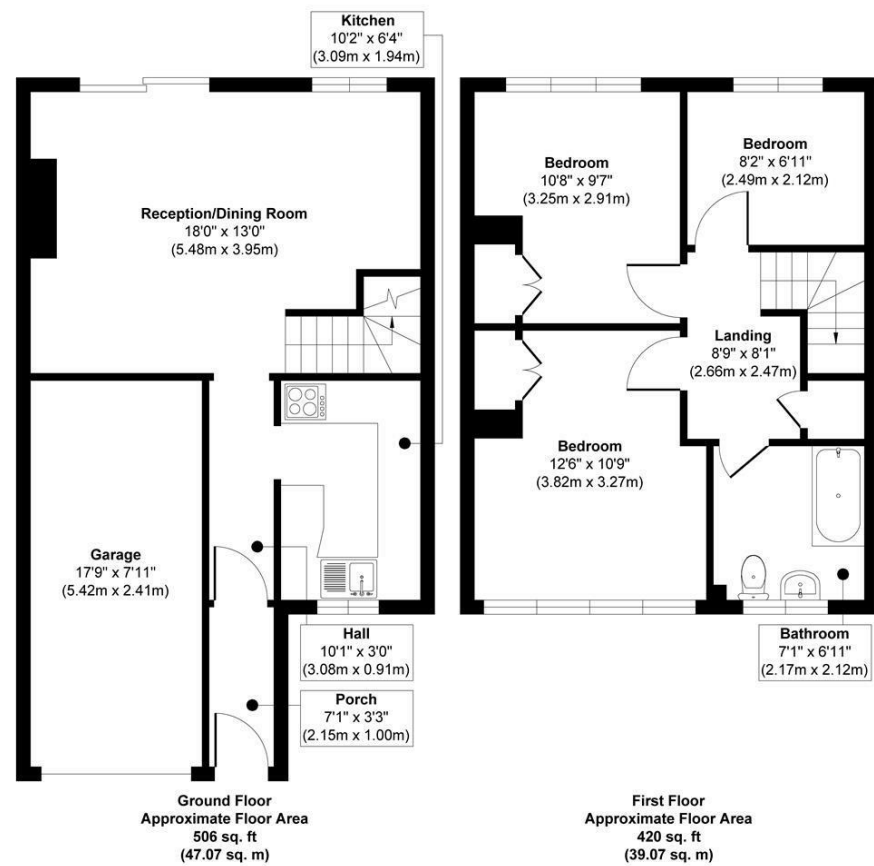 Kitchen
10'2" x 6'4"
(3.09m x 1.94m)
Reception/Dining Room
18'0" x 13'0"
(5.48m x 3.95m)
Garage
17'9" x 7'11"
(5.42m x 2.41m)
Hall
10'1" x 3'0"
(3.08m x 0.91m)
Porch
7'1" x 3'3"
(2.15m x 1.00m)
Ground Floor
Approximate Floor Area
506 sq. ft
(47.07 sq. m)
Bedroom
10'8" x 9'7"
(3.25m x 2.91m)
Bedroom
8'2" x 6'11"
(2.49m x 2.12m)
Landing
8'9" x 8'1"
(2.66m x 2.47m)
Bedroom
12'6" x 10'9"
(3.82m x 3.27m)
Bathroom
7'1" x 6'11"
(2.17m x 2.12m)
First Floor
Approximate Floor Area
420 sq. ft
(39.07 sq. m)